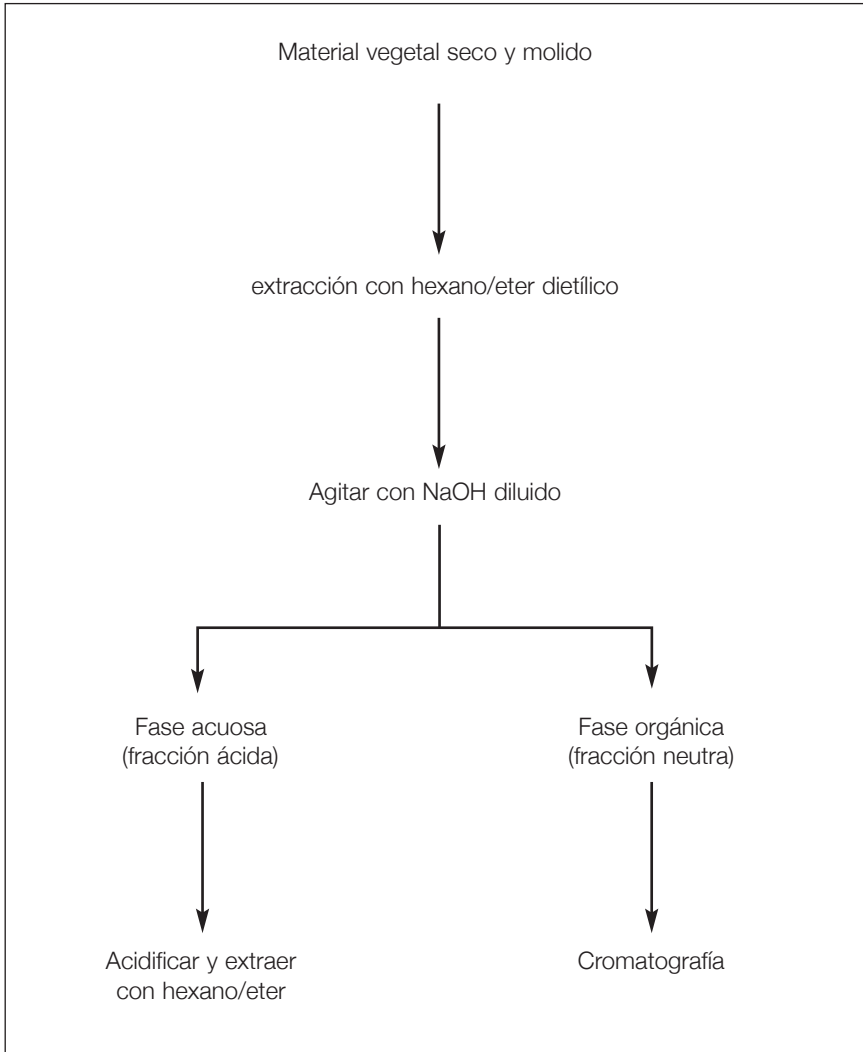 Material vegetal seco y molido
extracción con hexano/eter dietílico
Agitar con NaOH diluido
Fase acuosa
(fracción ácida)
Fase orgánica
(fracción neutra)
Acidificar y extraer
con hexano/eter
Cromatografía